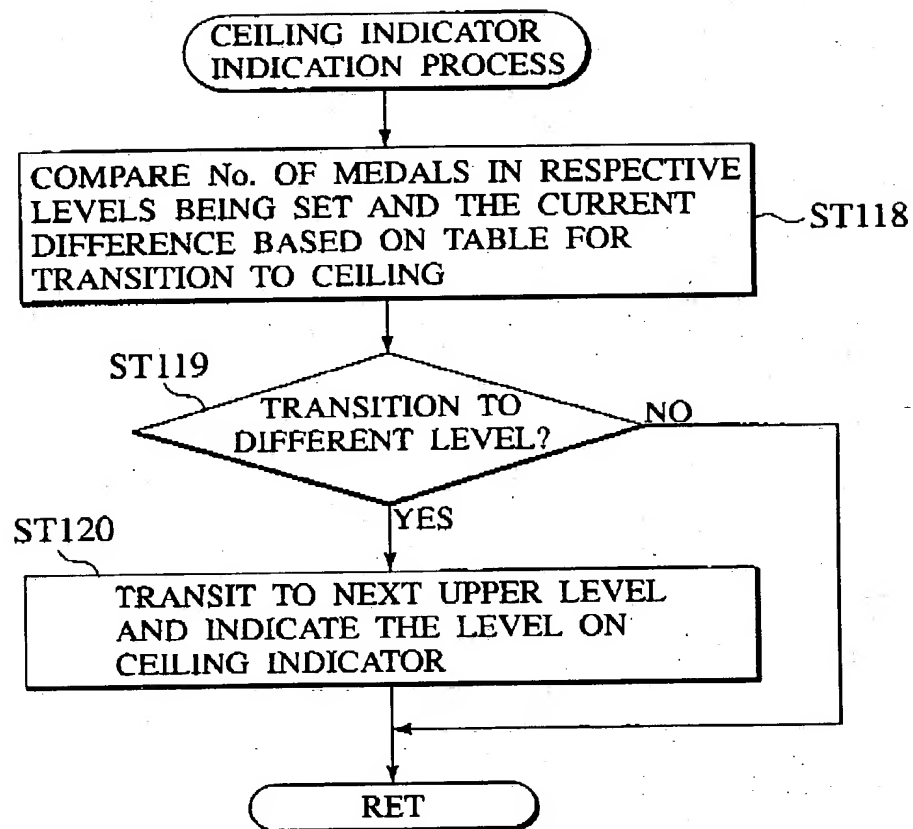 CEILING INDICATOR
INDICATION PROCESS
COMPARE No. OF MEDALS IN RESPECTIVE
LEVELS BEING SET AND THE CURRENT
DIFFERENCE BASED ON TABLE FOR
TRANSITION TO CEILING
ST118
ST119
TRANSITION TO
DIFFERENT LEVEL?
NO
YES
ST120
TRANSIT TO NEXT UPPER LEVEL
AND INDICATE THE LEVEL ON
CEILING INDICATOR
RET